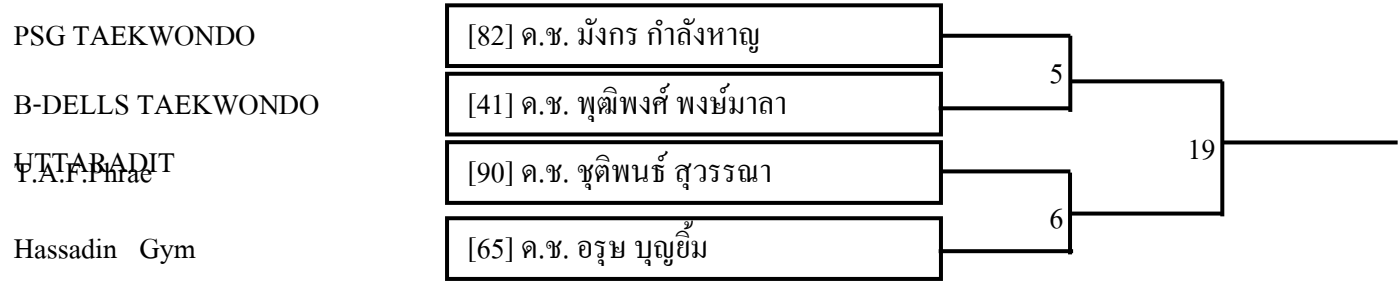 PSG TAEKWONDO [82] ด.ช. มังกร กำลังหาญ
5
B-DELLS TAEKWONDO [41] ด.ช. พุฒิพงศ์ พงษ์มาลา
UTTARADIT
19
T.A.F.Phrae [90] ด.ช. ชุติพนธ์ สุวรรณา
6
Hassadin Gym [65] ด.ช. อรุษ บุญยิ้ม